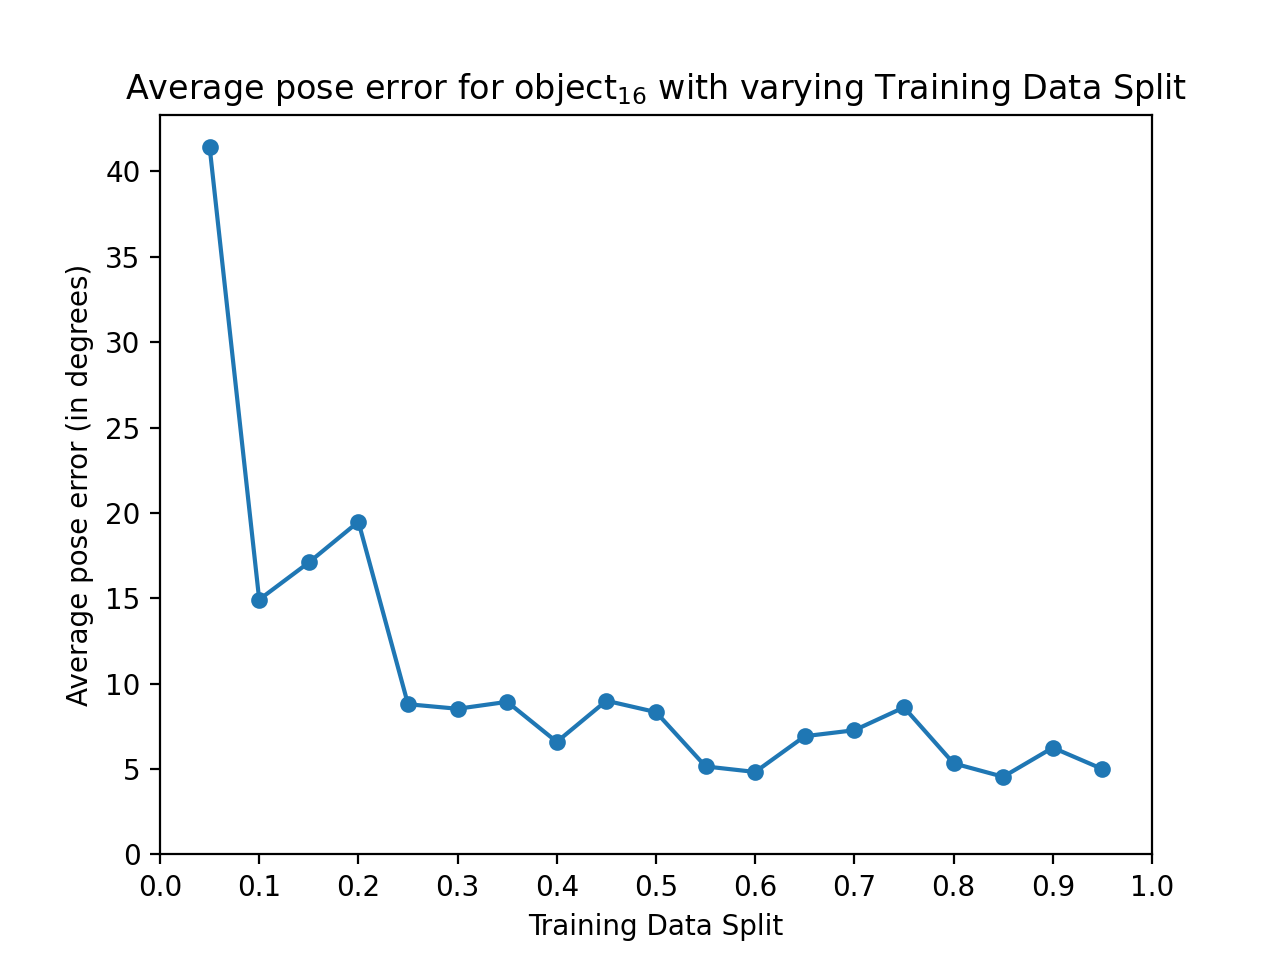 Average pose error for object₁₆ with varying Training Data Split
Average pose error (in degrees)
40
35
30
25
20
15
10
5
0
0.0 0.1 0.2 0.3 0.4 0.5 0.6 0.7 0.8 0.9 1.0
Training Data Split